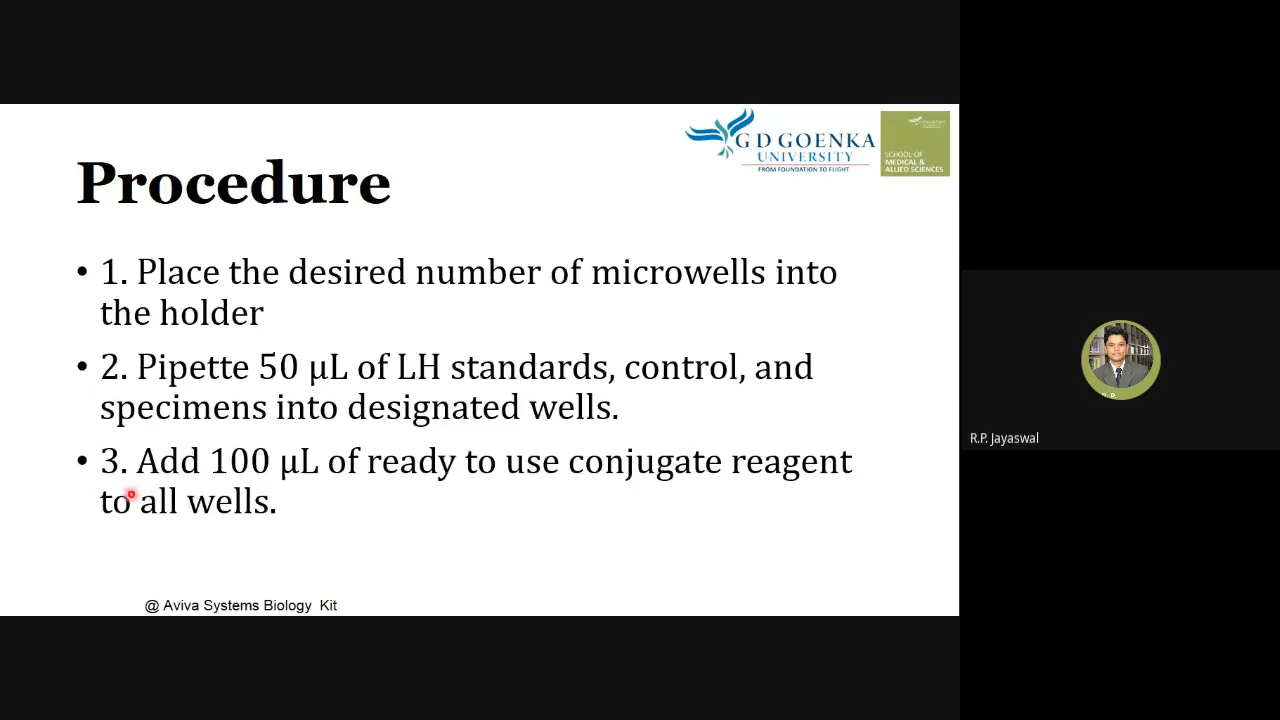 G D GOENKA
UNIVERSITY
FROM FOUNDATION TO FLIGHT
SCHOOL OF
MEDICAL &
ALLIED SCIENCES
Procedure
• 1. Place the desired number of microwells into
the holder
• 2. Pipette 50 µL of LH standards, control, and
specimens into designated wells.
• 3. Add 100 µL of ready to use conjugate reagent
to all wells.
@ Aviva Systems Biology Kit
R.P. Jayaswal